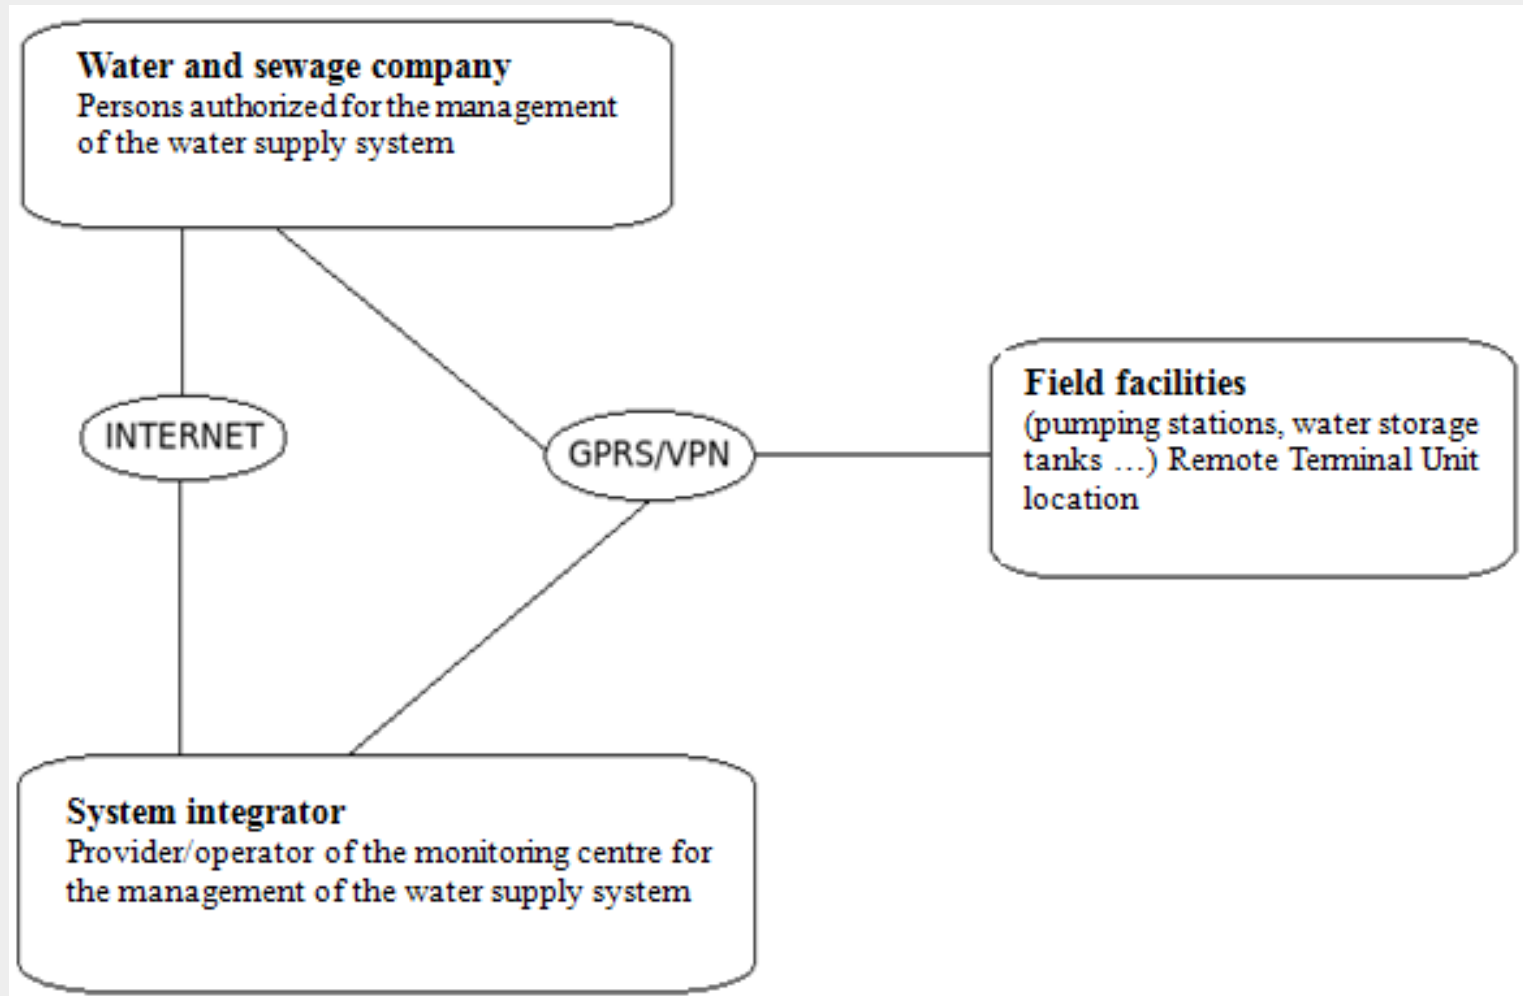 Water and sewage company
Persons authorized for the management
of the water supply system
INTERNET
GPRS/VPN
Field facilities
(pumping stations, water storage
tanks ...) Remote Terminal Unit
location
System integrator
Provider/operator of the monitoring centre for
the management of the water supply system